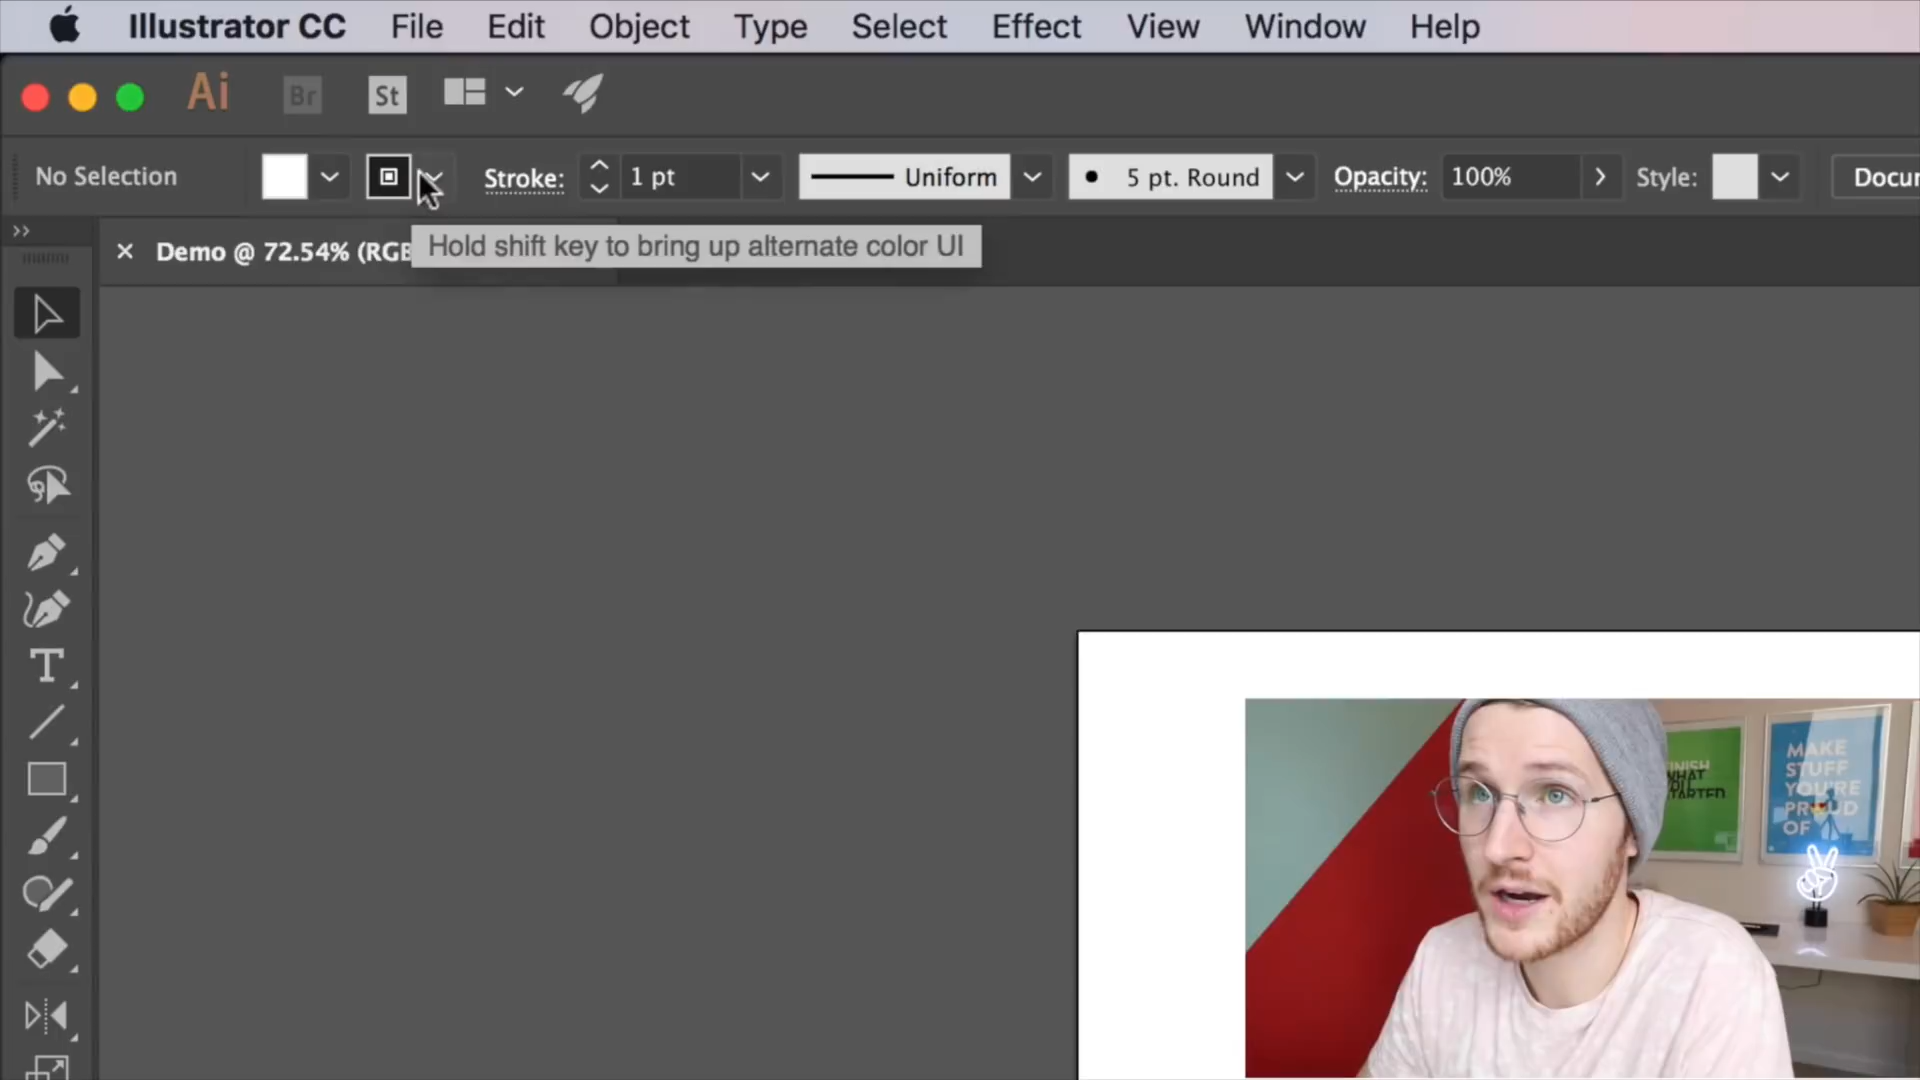 Illustrator CC File Edit Object Type Select Effect View Window Help
Ai Br St
No Selection Stroke: 1 pt Uniform 5 pt. Round Opacity: 100% Style: Docu
Demo @ 72.54% (RGB
Hold shift key to bring up alternate color UI
T
FINISH
WHAT
YOU
STARTED
MAKE
STUFF
YOU'RE
PROUD
OF